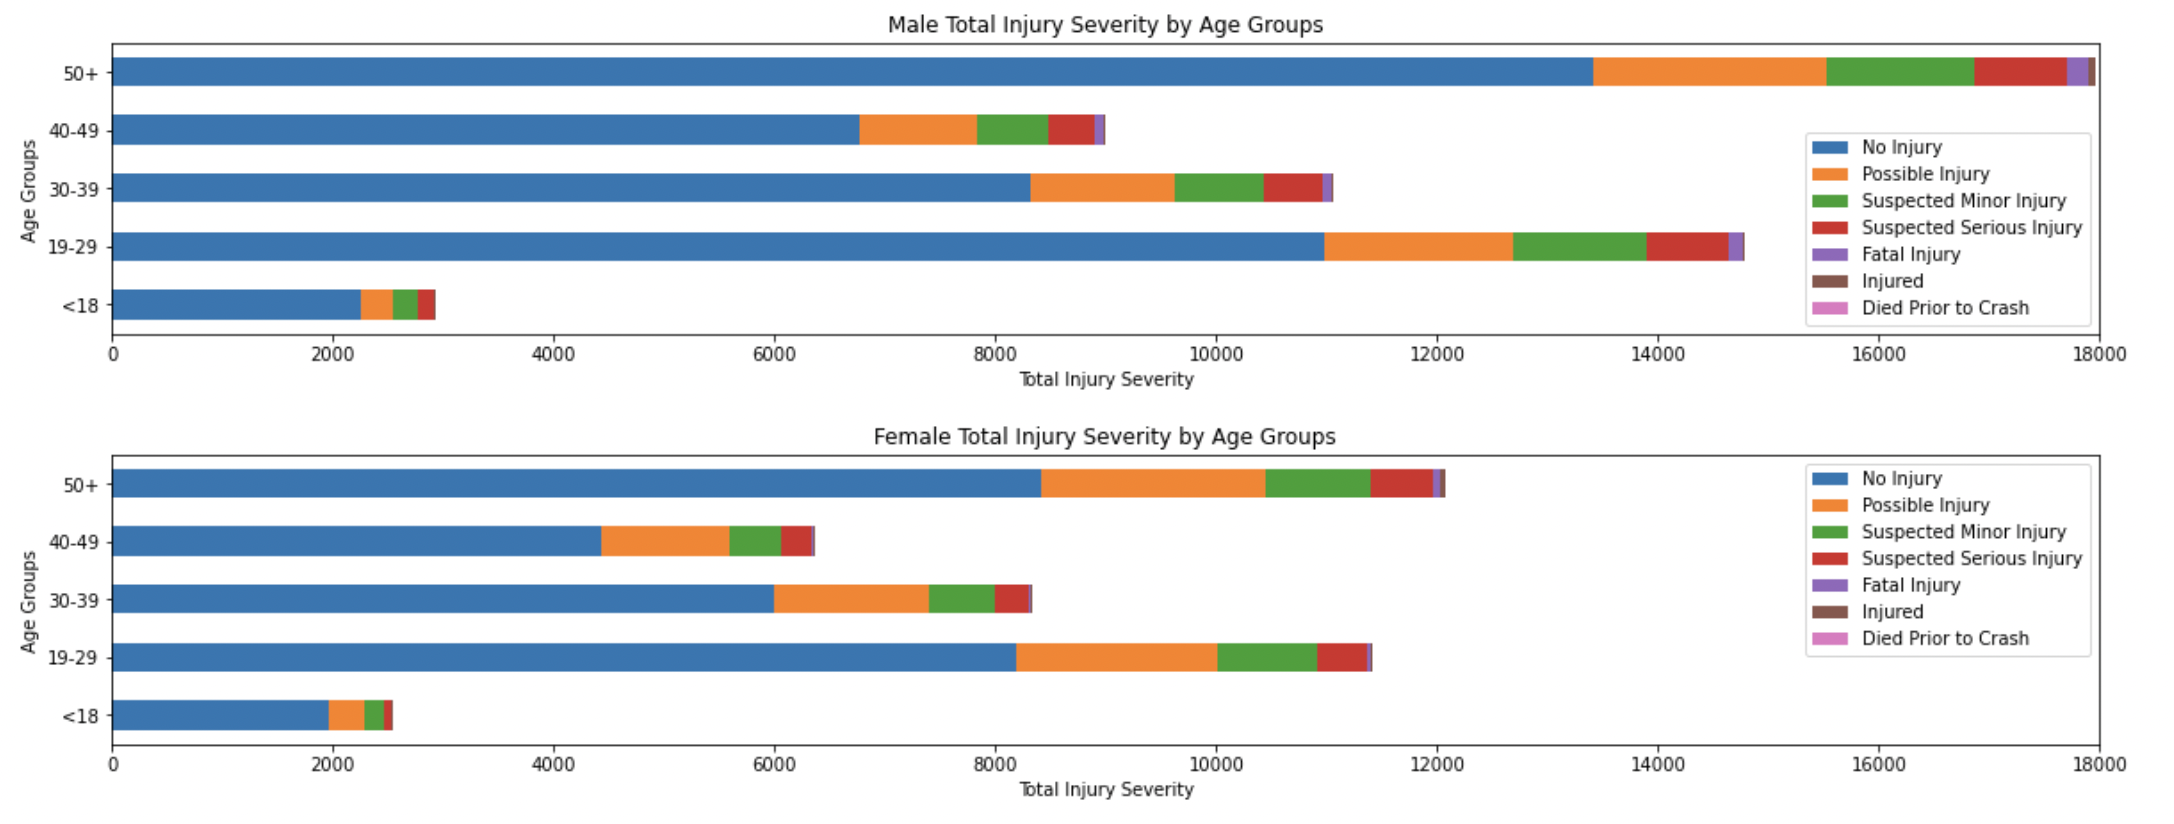 Male Total Injury Severity by Age Groups
Age Groups
50+
40-49
30-39
19-29
<18
No Injury
Possible Injury
Suspected Minor Injury
Suspected Serious Injury
Fatal Injury
Injured
Died Prior to Crash
0 2000 4000 6000 8000 10000 12000 14000 16000 18000
Total Injury Severity
Female Total Injury Severity by Age Groups
Age Groups
50+
40-49
30-39
19-29
<18
No Injury
Possible Injury
Suspected Minor Injury
Suspected Serious Injury
Fatal Injury
Injured
Died Prior to Crash
0 2000 4000 6000 8000 10000 12000 14000 16000 18000
Total Injury Severity